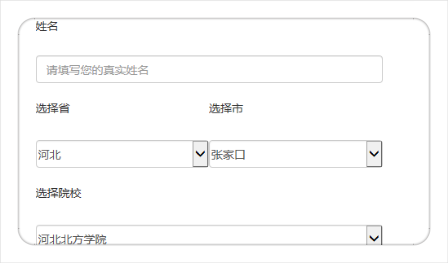 姓名
请填写您的真实姓名
选择省 选择市
河北 张家口
选择院校
河北北方学院